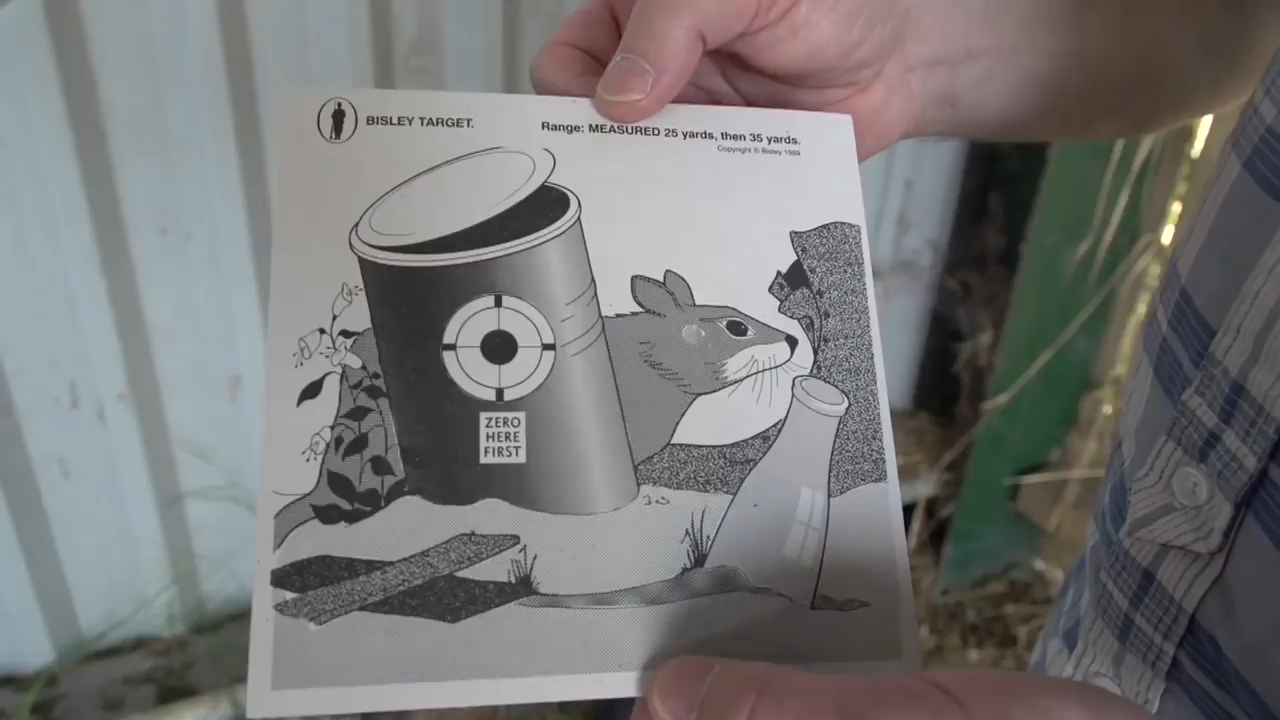 BISLEY TARGET.
Range: MEASURED 25 yards, then 35 yards.
Copyright © Bisley 1989
ZERO
HERE
FIRST